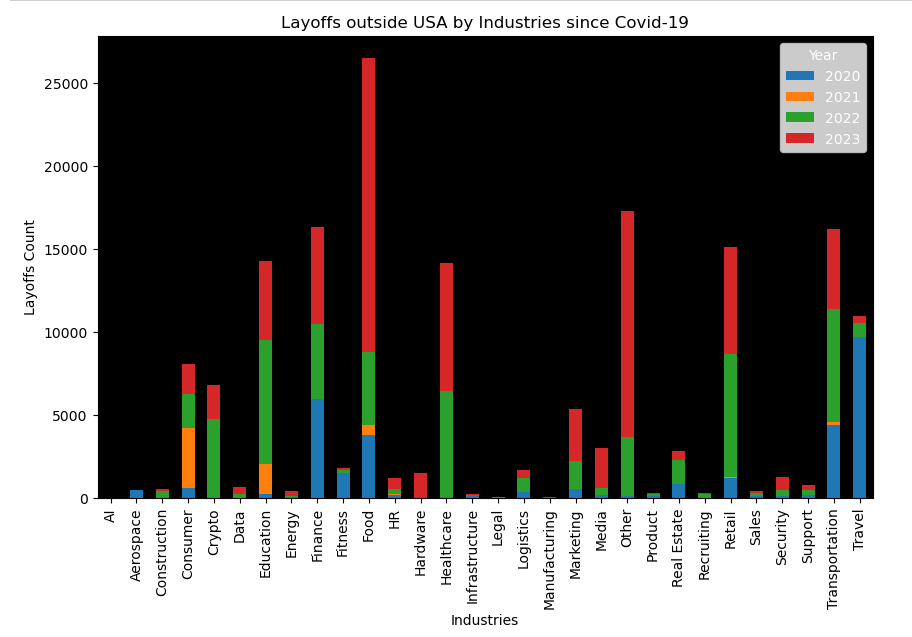 Layoffs outside USA by Industries since Covid-19
Year
2020
2021
2022
2023
Layoffs Count
25000
20000
15000
10000
5000
0
AI
Aerospace
Construction
Consumer
Crypto
Data
Education
Energy
Finance
Fitness
Food
HR
Hardware
Healthcare
Infrastructure
Legal
Logistics
Manufacturing
Marketing
Media
Other
Product
Real Estate
Recruiting
Retail
Sales
Security
Support
Transportation
Travel
Industries